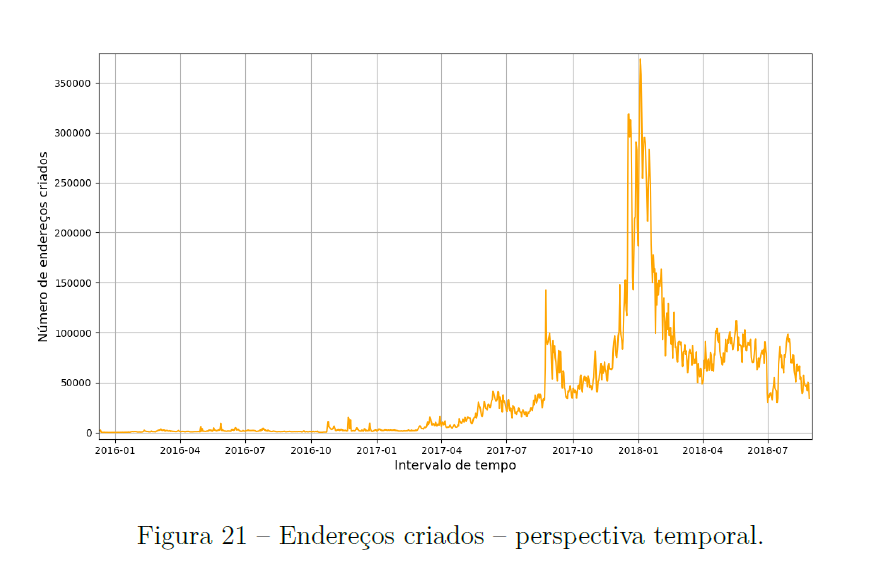 350000
300000
250000
200000
150000
100000
50000
0
Número de endereços criados
2016-01 2016-04 2016-07 2016-10 2017-01 2017-04 2017-07 2017-10 2018-01 2018-04 2018-07
Intervalo de tempo
Figura 21 – Endereços criados – perspectiva temporal.